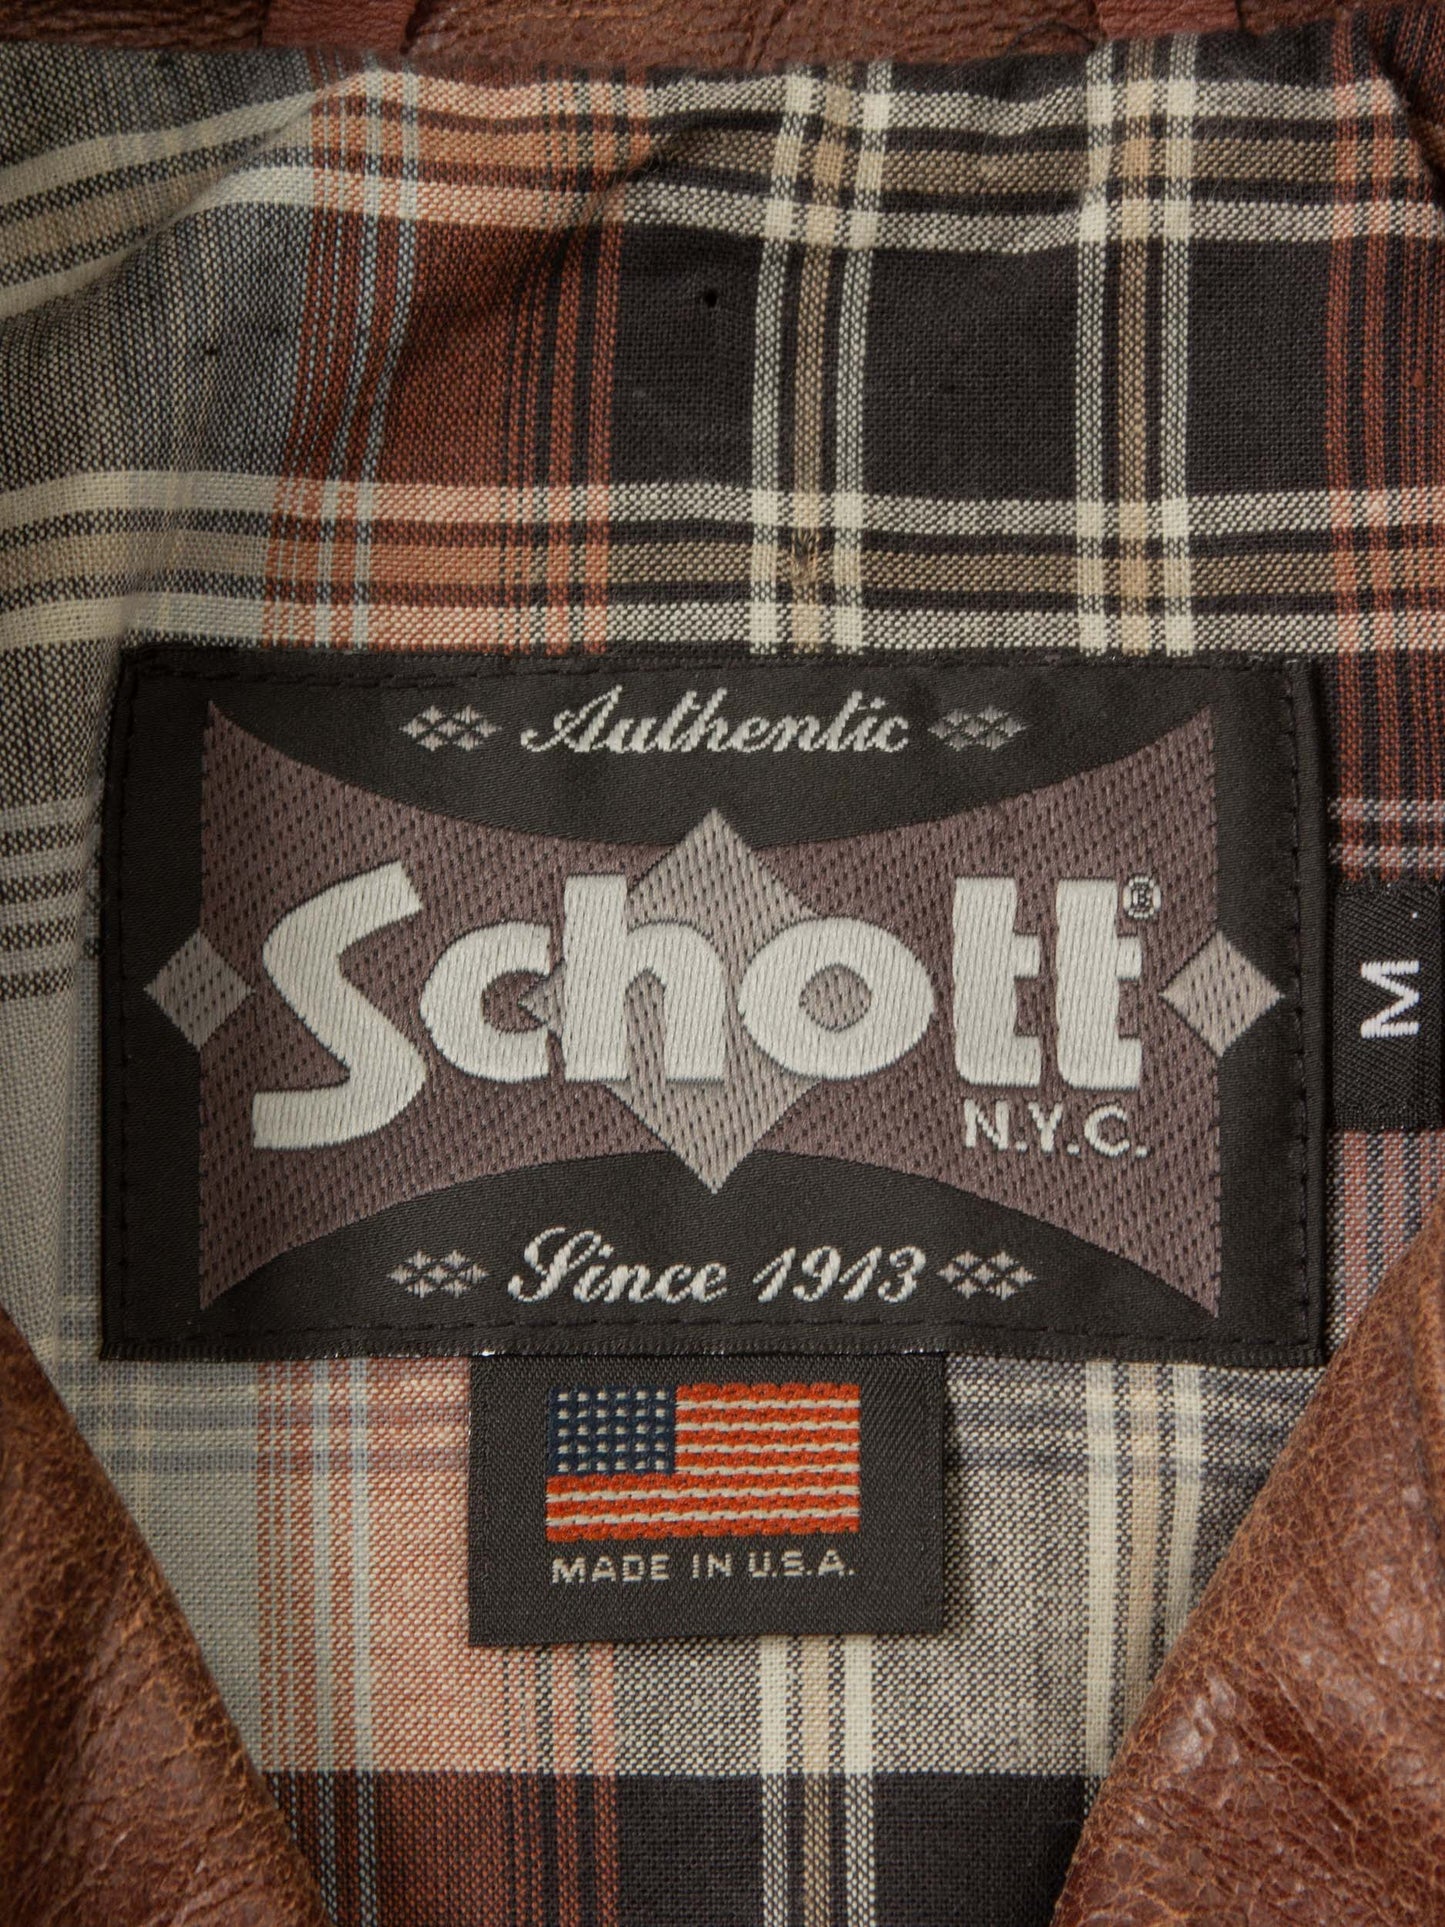 Authentic
Schott®
N.Y.C.
Since 1913
M
MADE IN U.S.A.